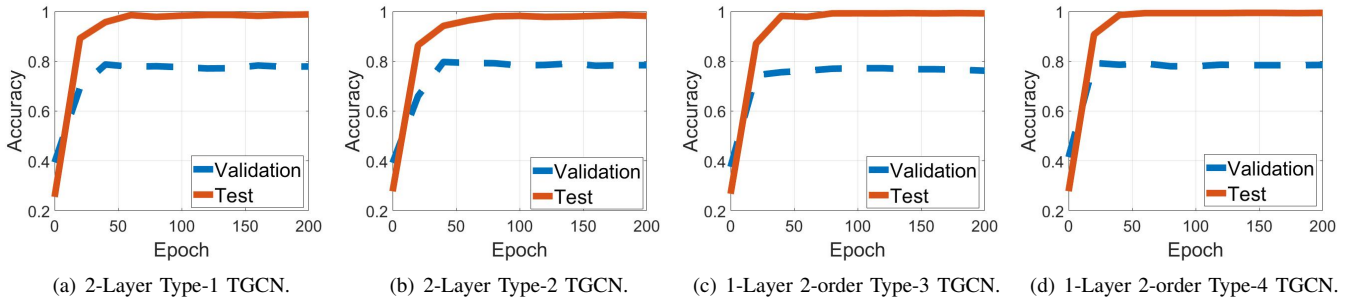 1
0.8
0.6
0.4
0.2
Accuracy
0 50 100 150 200
Epoch
Validation
Test
(a) 2-Layer Type-1 TGCN.
1
0.8
0.6
0.4
0.2
Accuracy
0 50 100 150 200
Epoch
Validation
Test
(b) 2-Layer Type-2 TGCN.
1
0.8
0.6
0.4
0.2
Accuracy
0 50 100 150 200
Epoch
Validation
Test
(c) 1-Layer 2-order Type-3 TGCN.
1
0.8
0.6
0.4
0.2
Accuracy
0 50 100 150 200
Epoch
Validation
Test
(d) 1-Layer 2-order Type-4 TGCN.